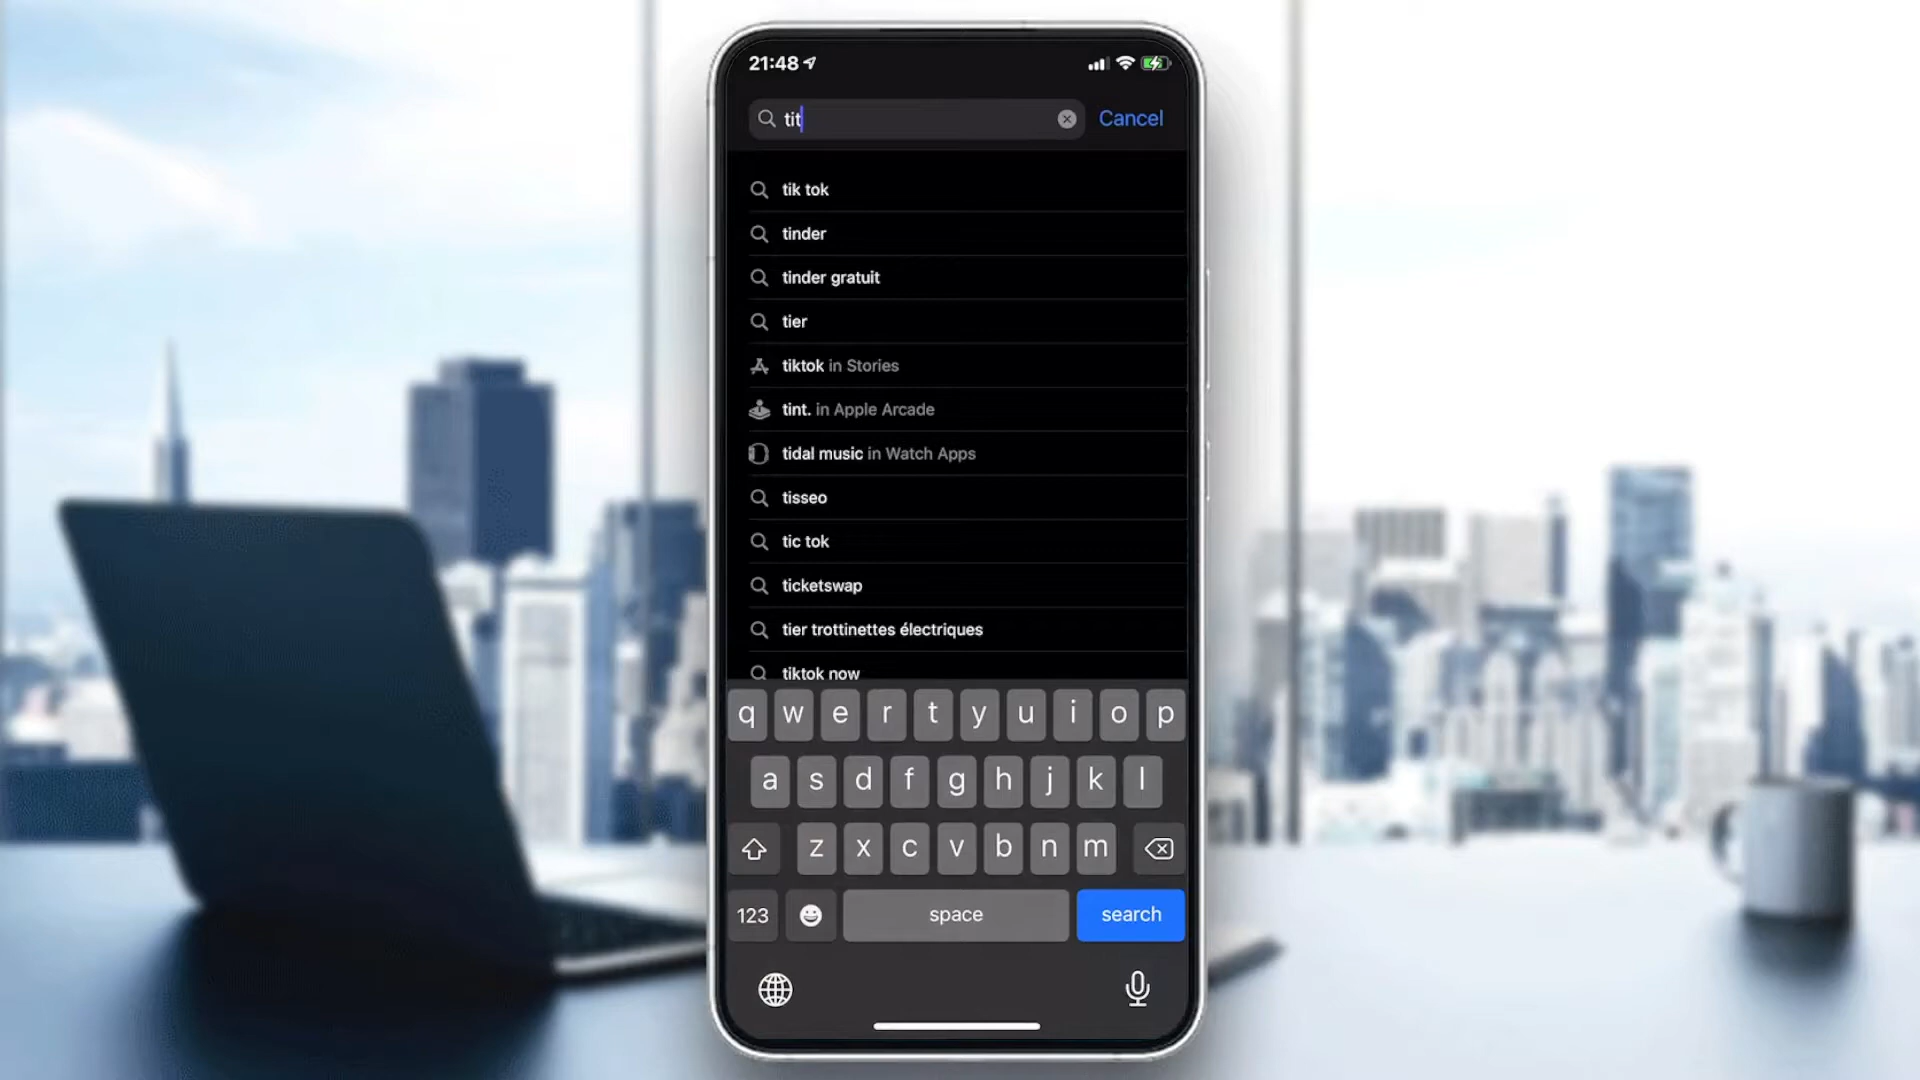 21:48
tit
Cancel
tik tok
tinder
tinder gratuit
tier
tiktok in Stories
tint. in Apple Arcade
tidal music in Watch Apps
tisseo
tic tok
ticketswap
tier trottinettes électriques
tiktok now
q w e r t y u i o p
a s d f g h j k l
z x c v b n m
123 space search